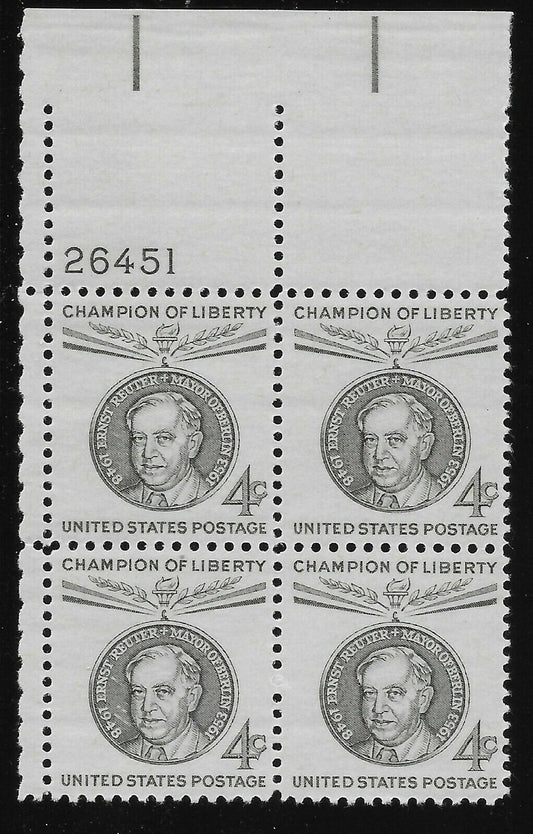 26451
CHAMPION OF LIBERTY
1948 ERNST REUTER + MAYOR OF BERLIN 1953
4c
UNITED STATES POSTAGE
CHAMPION OF LIBERTY
1948 ERNST REUTER + MAYOR OF BERLIN 1953
4c
UNITED STATES POSTAGE
CHAMPION OF LIBERTY
1948 ERNST REUTER + MAYOR OF BERLIN 1953
4c
UNITED STATES POSTAGE
CHAMPION OF LIBERTY
1948 ERNST REUTER + MAYOR OF BERLIN 1953
4c
UNITED STATES POSTAGE